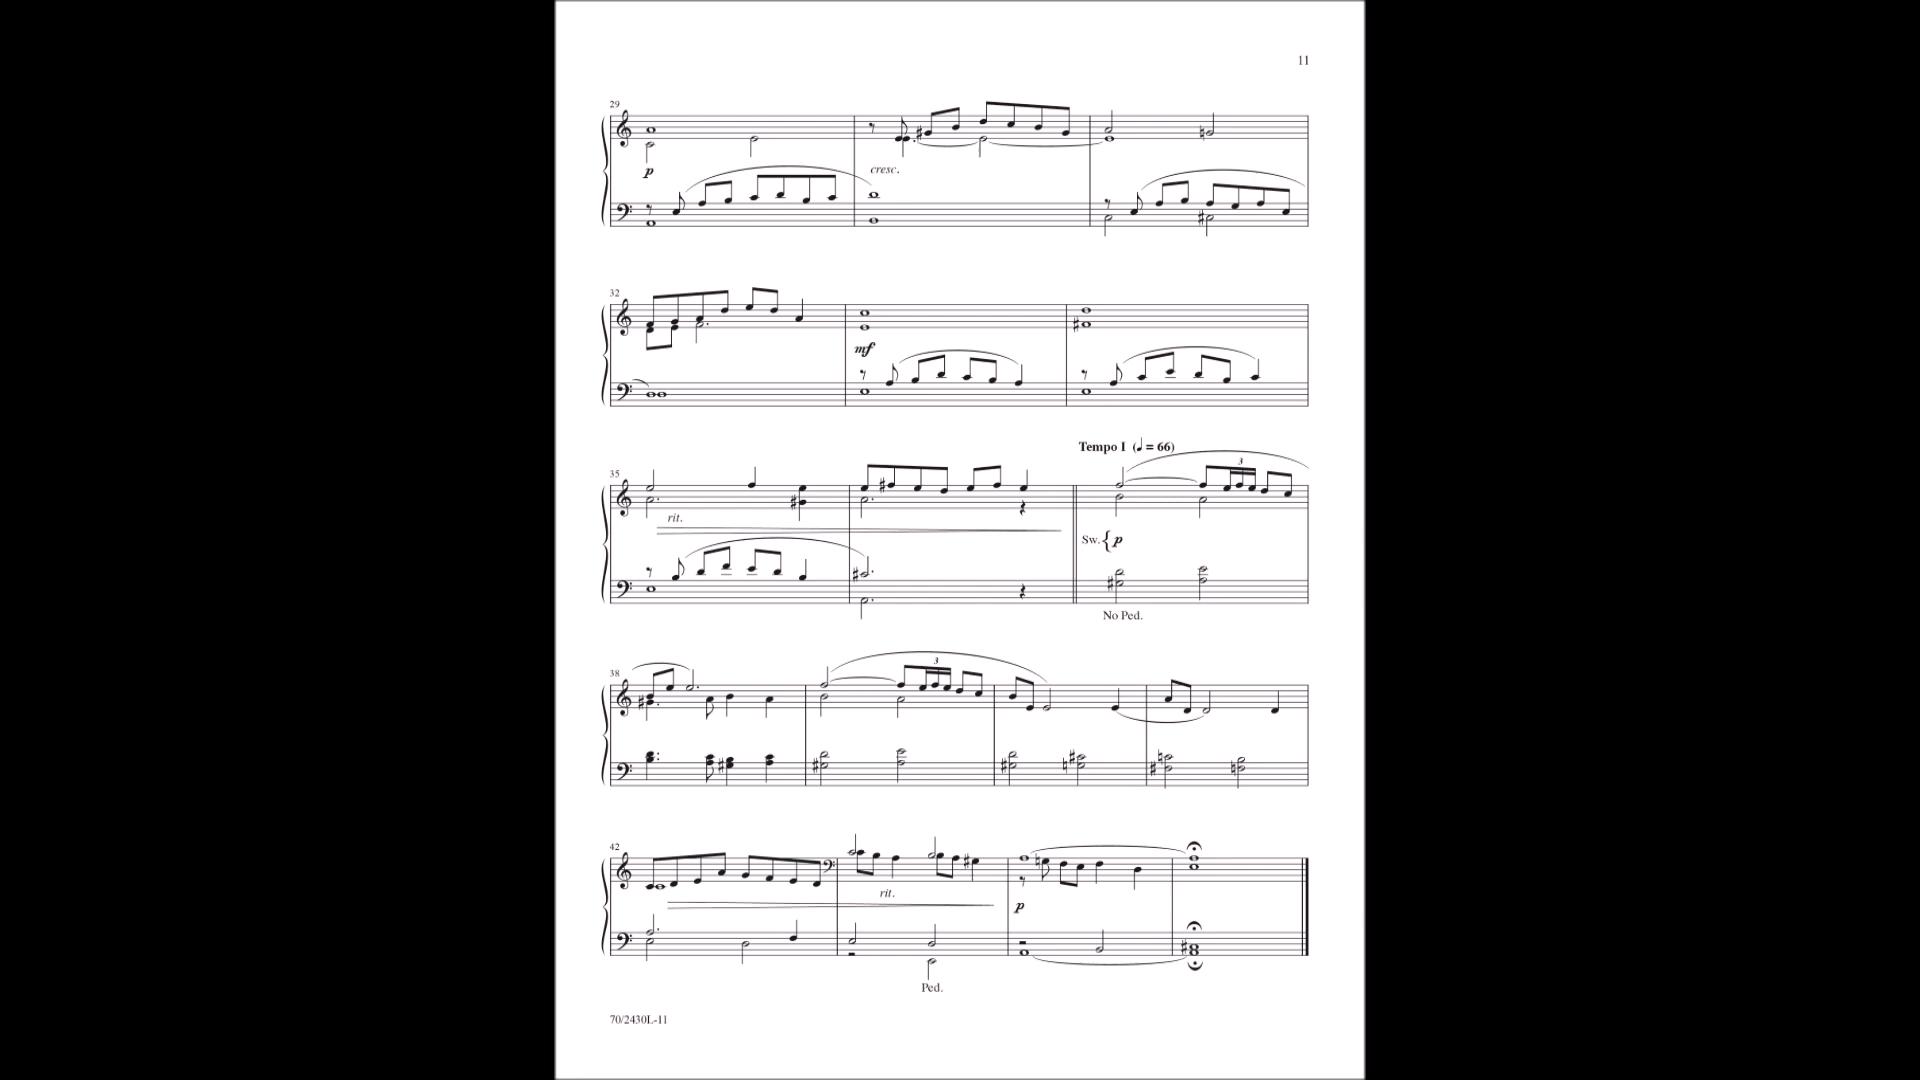 11
29
p
cresc.
32
mf
Tempo I (♩ = 66)
35
3
rit.
Sw. { p
No Ped.
38
3
42
rit.
p
Ped.
70/2430L-11